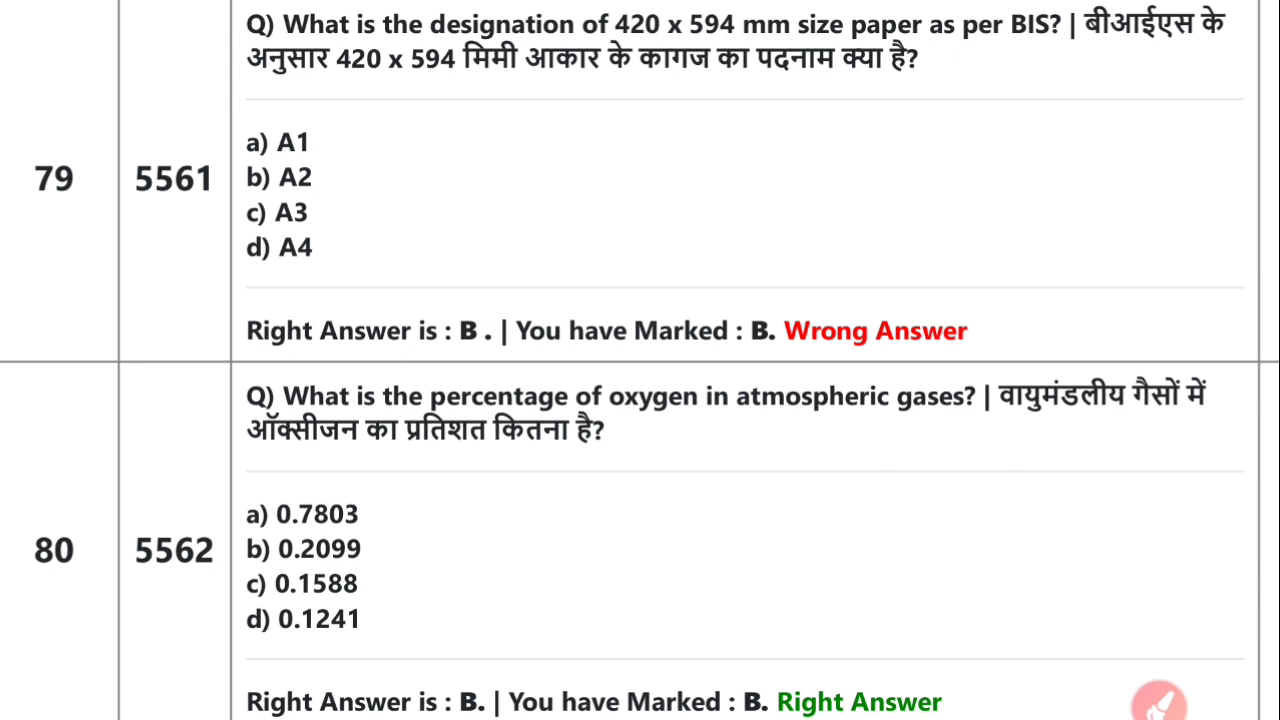 Q) What is the designation of 420 x 594 mm size paper as per BIS? | बीआईएस के
अनुसार 420 x 594 मिमी आकार के कागज का पदनाम क्या है?
79
5561
a) A1
b) A2
c) A3
d) A4
Right Answer is : B . | You have Marked : B. Wrong Answer
Q) What is the percentage of oxygen in atmospheric gases? | वायुमंडलीय गैसों में
ऑक्सीजन का प्रतिशत कितना है?
80
5562
a) 0.7803
b) 0.2099
c) 0.1588
d) 0.1241
Right Answer is : B. | You have Marked : B. Right Answer